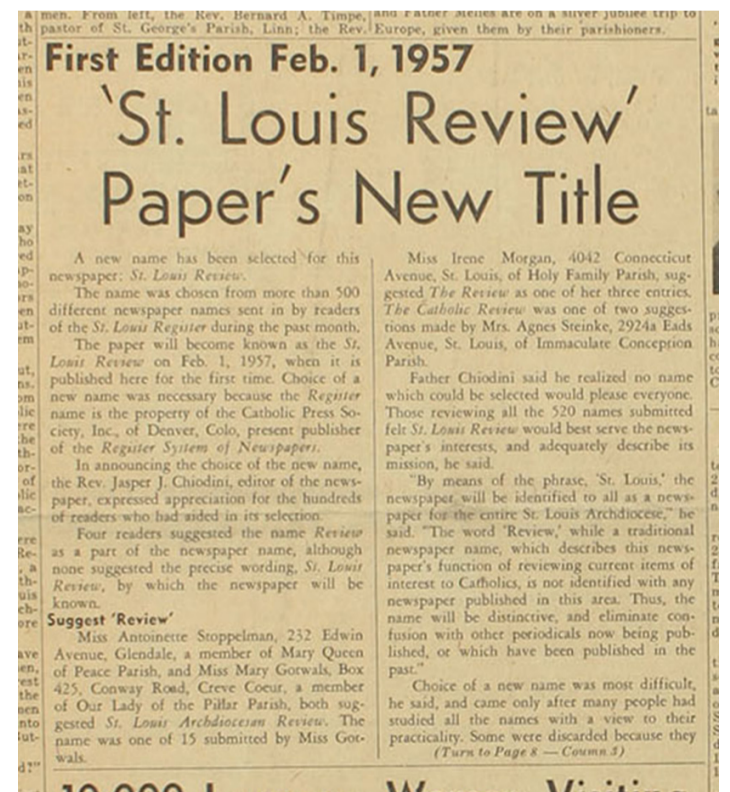 men. From left, the Rev. Bernard A. Timpe,
pastor of St. George's Parish, Linn; the Rev.
and Father Melies are on a silver jubilee trip to
Europe, given them by their parishioners.
First Edition Feb. 1, 1957
'St. Louis Review'
Paper's New Title
A new name has been selected for this
newspaper: St. Louis Review.
The name was chosen from more than 500
different newspaper names sent in by readers
of the St. Louis Register during the past month.
The paper will become known as the St.
Louis Review on Feb. 1, 1957, when it is
published here for the first time. Choice of a
new name was necessary because the Register
name is the property of the Catholic Press So-
ciety, Inc., of Denver, Colo, present publisher
of the Register System of Newspapers.
In announcing the choice of the new name,
the Rev. Jasper J. Chiodini, editor of the news-
paper, expressed appreciation for the hundreds
of readers who had aided in its selection.
Four readers suggested the name Review
as a part of the newspaper name, although
none suggested the precise wording, St. Louis
Review, by which the newspaper will be
known.
Suggest 'Review'
Miss Antoinette Stoppelman, 232 Edwin
Avenue, Glendale, a member of Mary Queen
of Peace Parish, and Miss Mary Gotwals, Box
425, Conway Road, Creve Coeur, a member
of Our Lady of the Pillar Parish, both sug-
gested St. Louis Archdiocesan Review. The
name was one of 15 submitted by Miss Got-
wals.
Miss Irene Morgan, 4042 Connecticut
Avenue, St. Louis, of Holy Family Parish, sug-
gested The Review as one of her three entries.
The Catholic Review was one of two sugges-
tions made by Mrs. Agnes Steinke, 2924a Eads
Avenue, St. Louis, of Immaculate Conception
Parish.
Father Chiodini said he realized no name
which could be selected would please everyone.
Those reviewing all the 520 names submitted
felt St. Louis Review would best serve the news-
paper's interests, and adequately describe its
mission, he said.
"By means of the phrase, 'St. Louis,' the
newspaper will be identified to all as a news-
paper for the entire St. Louis Archdiocese," he
said. "The word 'Review,' while a traditional
newspaper name, which describes this news-
paper's function of reviewing current items of
interest to Catholics, is not identified with any
newspaper published in this area. Thus, the
name will be distinctive, and eliminate con-
fusion with other periodicals now being pub-
lished, or which have been published in the
past."
Choice of a new name was most difficult,
he said, and came only after many people had
studied all the names with a view to their
practicality. Some were discarded because they
(Turn to Page 8 — Coumn 3)